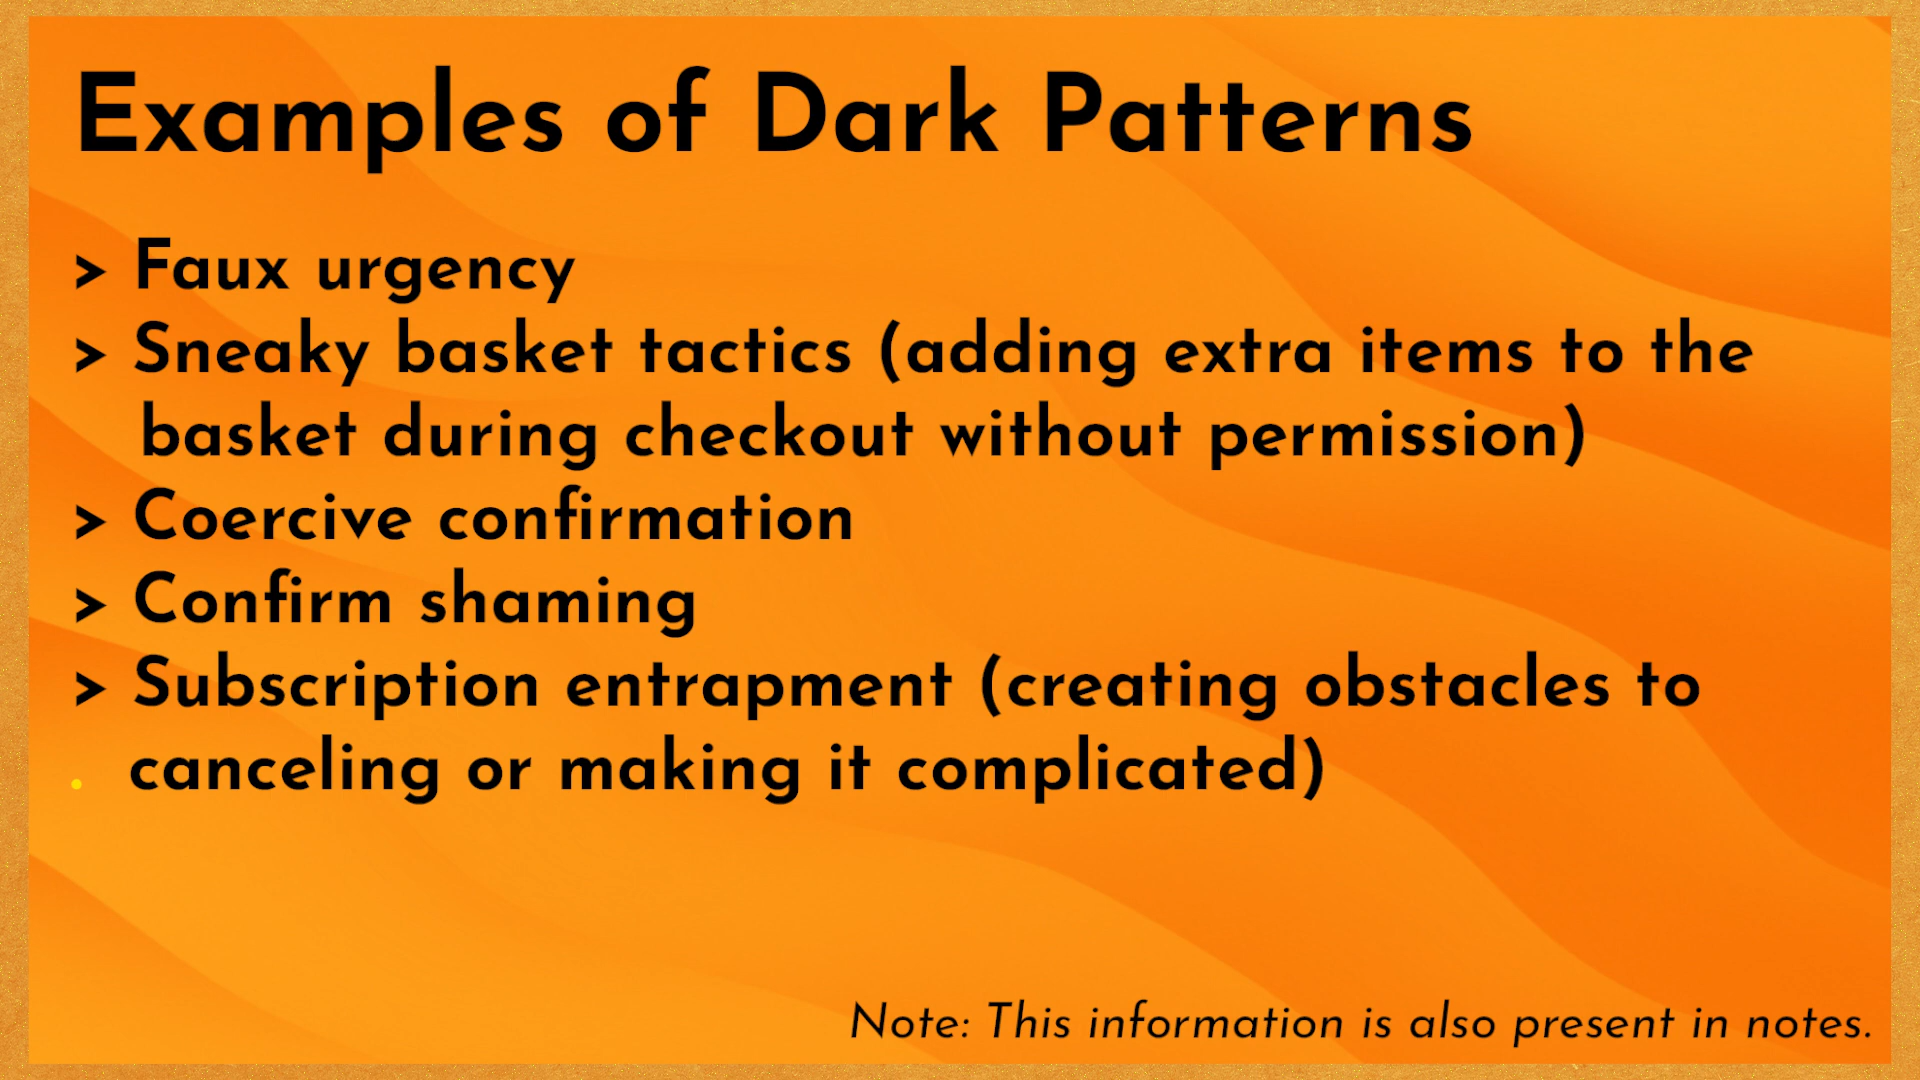 Examples of Dark Patterns
> Faux urgency
> Sneaky basket tactics (adding extra items to the
basket during checkout without permission)
> Coercive confirmation
> Confirm shaming
> Subscription entrapment (creating obstacles to
. canceling or making it complicated)
Note: This information is also present in notes.